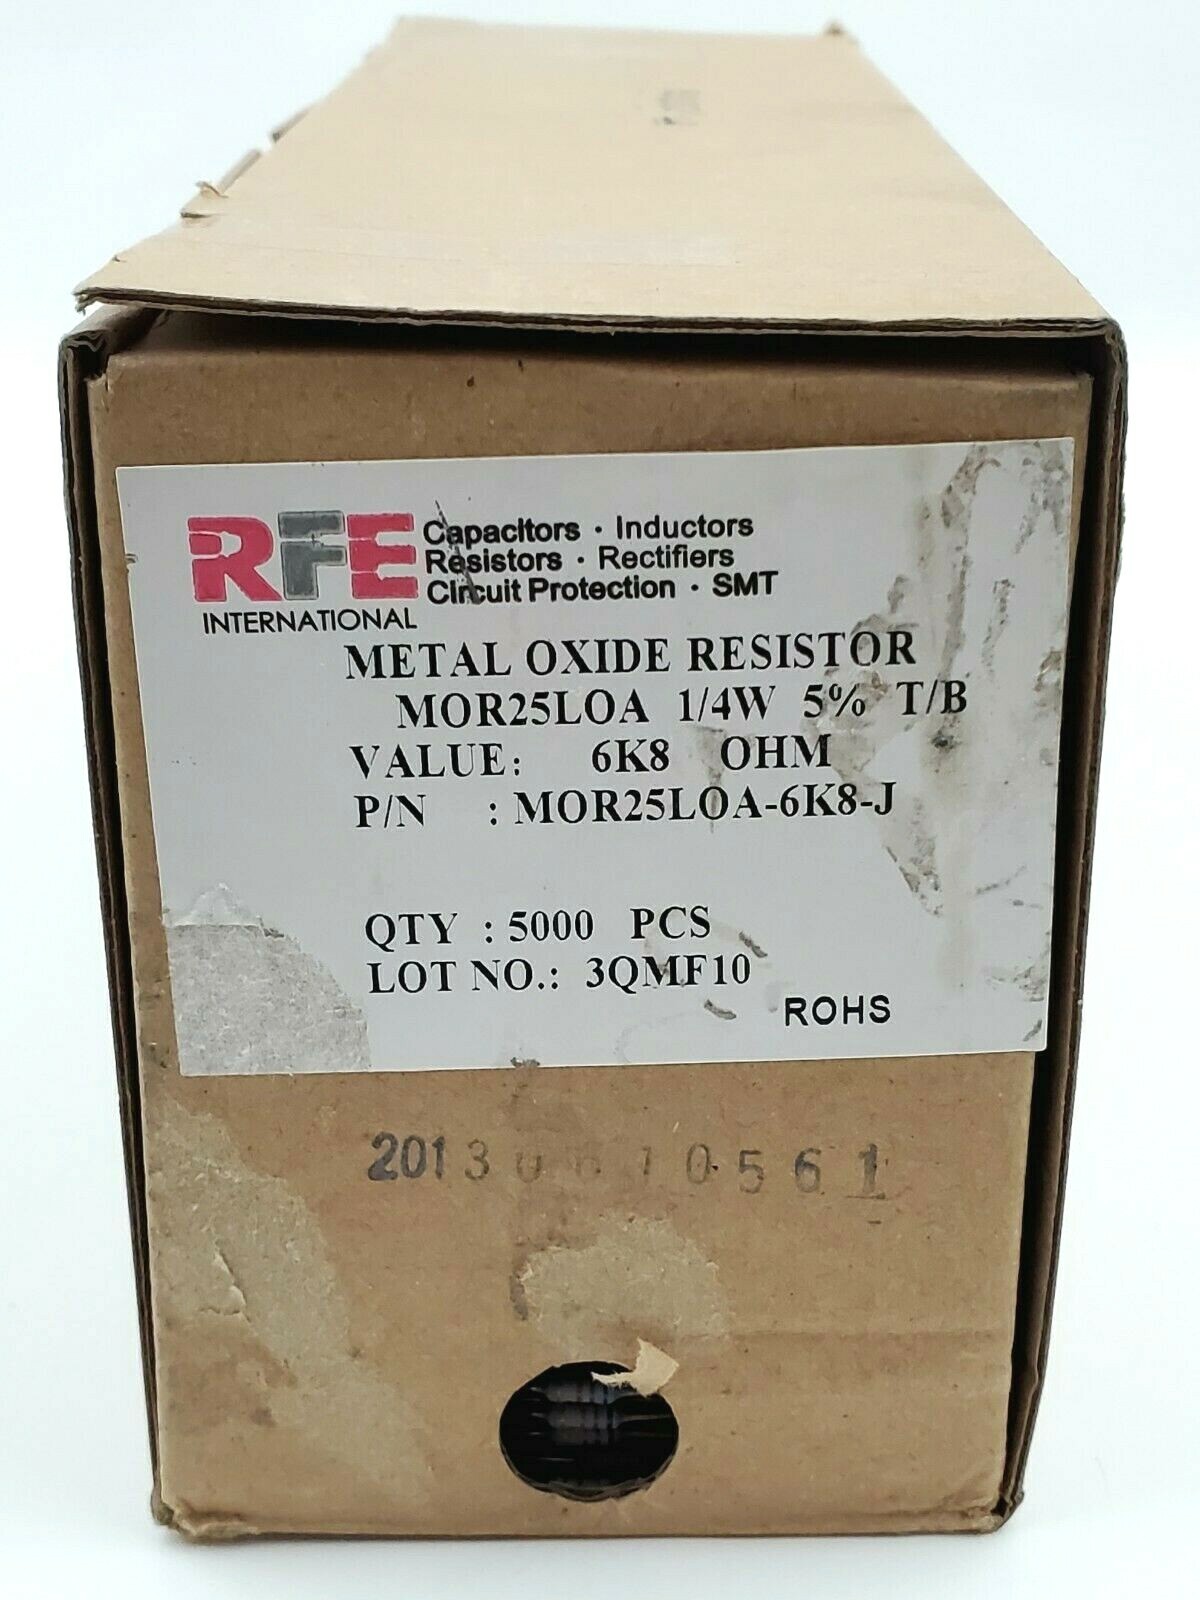 RFE
INTERNATIONAL
Capacitors · Inductors
Resistors · Rectifiers
Circuit Protection · SMT
METAL OXIDE RESISTOR
MOR25LOA 1/4W 5% T/B
VALUE: 6K8 OHM
P/N : MOR25LOA-6K8-J
QTY : 5000 PCS
LOT NO.: 3QMF10
ROHS
201306100561